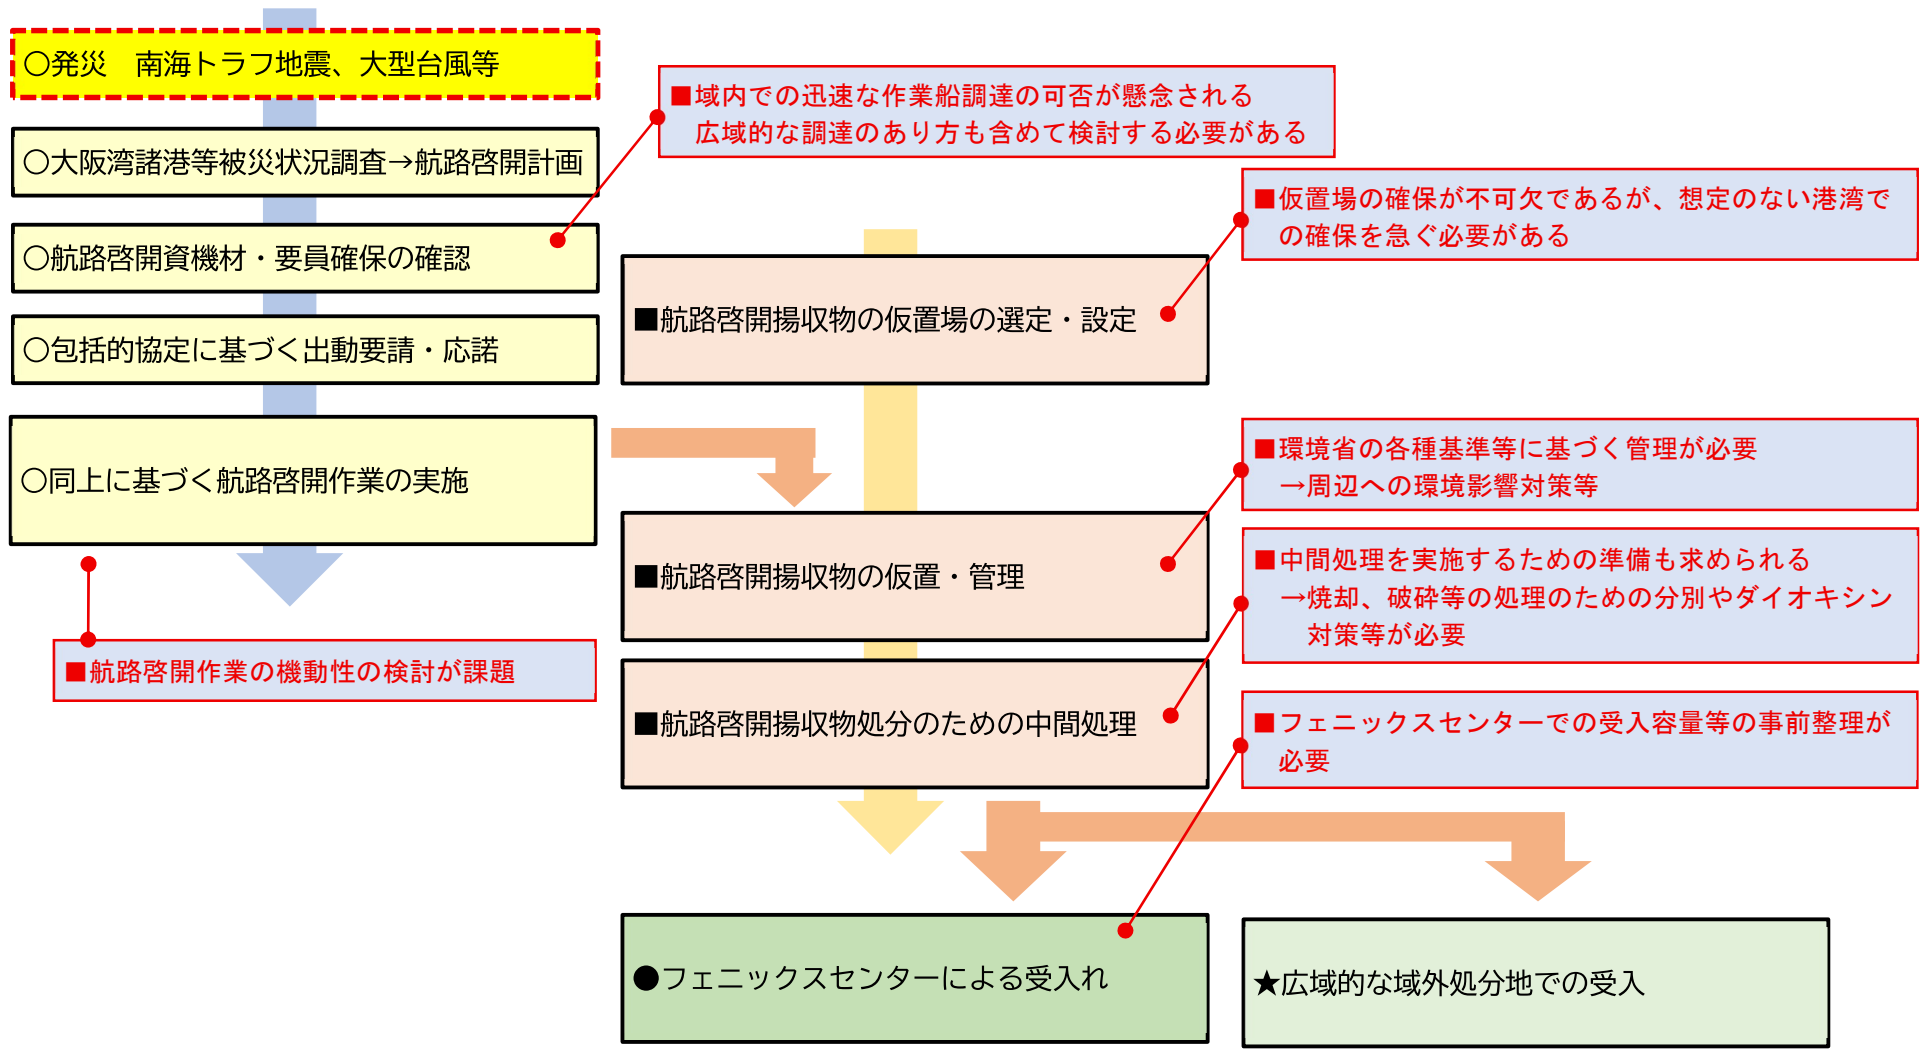 〇発災　南海トラフ地震、大型台風等
〇大阪湾諸港等被災状況調査→航路啓開計画
〇航路啓開資機材・要員確保の確認
〇包括的協定に基づく出動要請・応諾
〇同上に基づく航路啓開作業の実施
■航路啓開作業の機動性の検討が課題
■域内での迅速な作業船調達の可否が懸念される
広域的な調達のあり方も含めて検討する必要がある
■航路啓開揚収物の仮置場の選定・設定
■仮置場の確保が不可欠であるが、想定のない港湾で
の確保を急ぐ必要がある
■航路啓開揚収物の仮置・管理
■環境省の各種基準等に基づく管理が必要
→周辺への環境影響対策等
■航路啓開揚収物処分のための中間処理
■中間処理を実施するための準備も求められる
→焼却、破砕等の処理のための分別やダイオキシン
対策等が必要
■フェニックスセンターでの受入容量等の事前整理が
必要
●フェニックスセンターによる受入れ
★広域的な域外処分地での受入